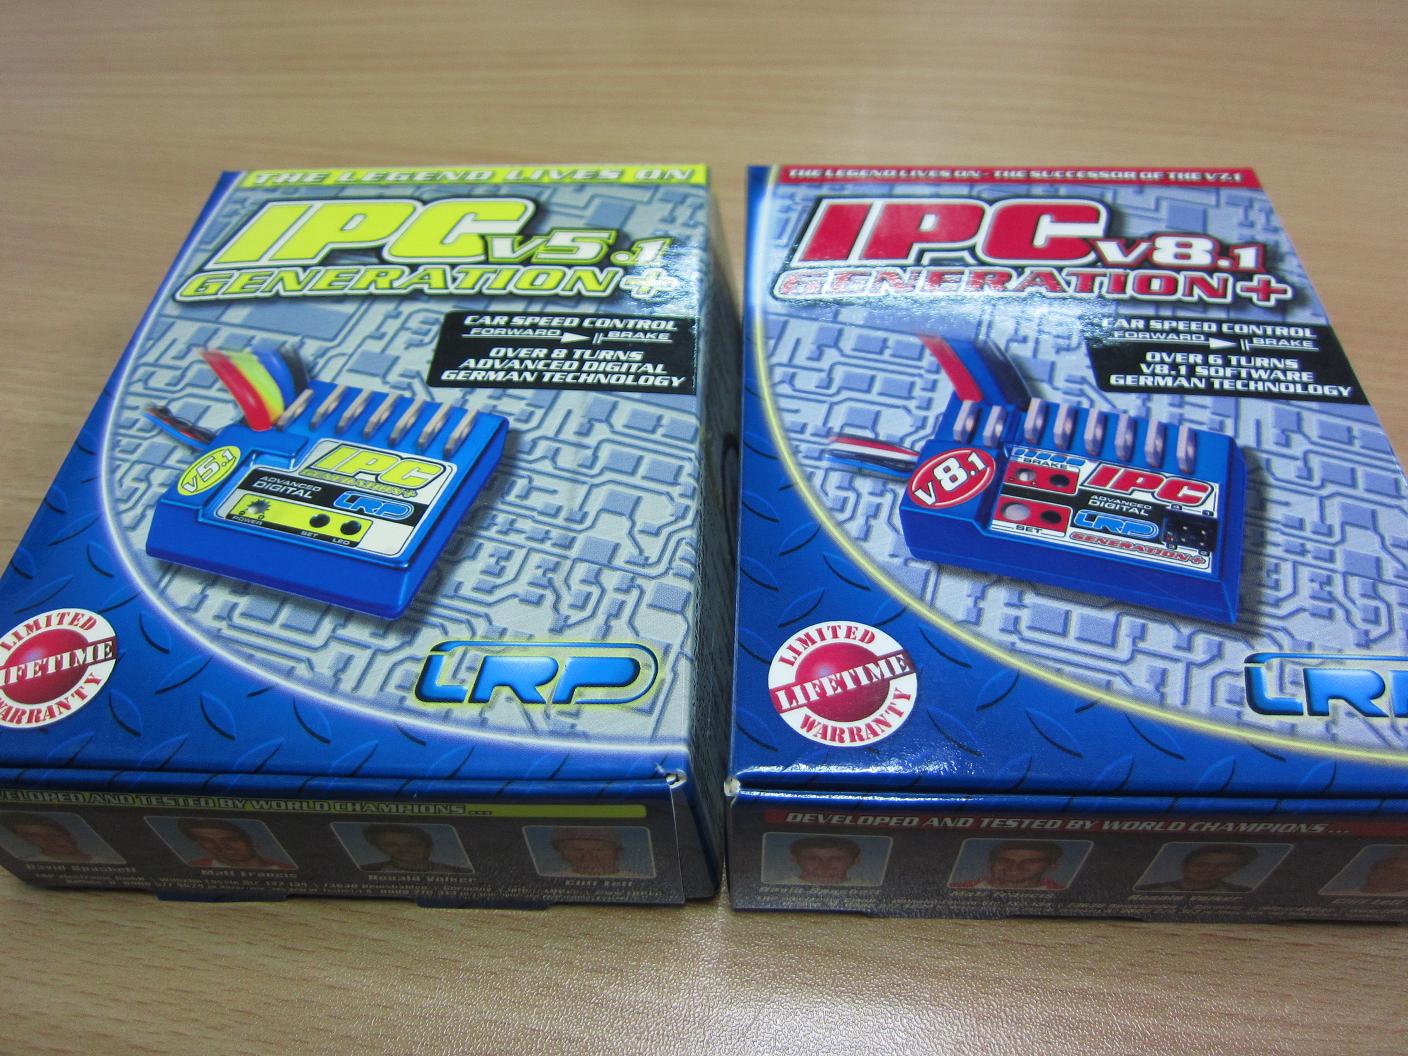 THE LEGEND LIVES ON
IPC V5.1
GENERATION+
CAR SPEED CONTROL
FORWARD BRAKE
OVER 8 TURNS
ADVANCED DIGITAL
GERMAN TECHNOLOGY
V5.1
IPC
GENERATION+
ADVANCED
DIGITAL
LRP
POWER
SET LED
LIMITED
LIFETIME
WARRANTY
LRP
DEVELOPED AND TESTED BY WORLD CHAMPIONS...
David Spashett
Matt Francis
Ronald Völker
Cliff Lett
THE LEGEND LIVES ON - THE SUCCESSOR OF THE V7.1
IPC V8.1
GENERATION+
CAR SPEED CONTROL
FORWARD BRAKE
OVER 6 TURNS
V8.1 SOFTWARE
GERMAN TECHNOLOGY
V8.1
BRAKE
IPC
ADVANCED
DIGITAL
SET
LRP
GENERATION+
LIMITED
LIFETIME
WARRANTY
LRP
DEVELOPED AND TESTED BY WORLD CHAMPIONS...